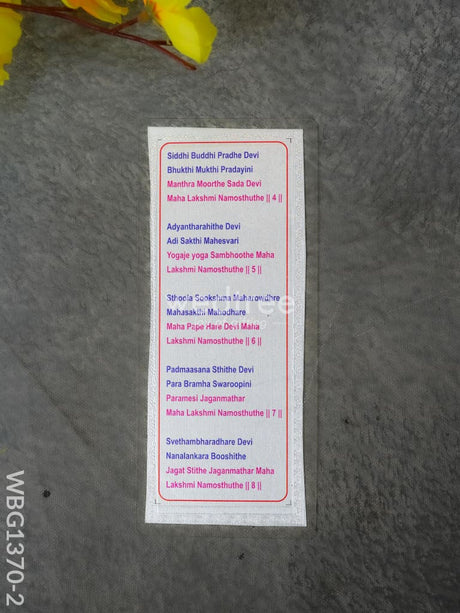 Siddhi Buddhi Pradhe Devi
Bhukthi Mukthi Pradayini
Manthra Moorthe Sada Devi
Maha Lakshmi Namosthuthe || 4 ||
Adyantharahithe Devi
Adi Sakthi Mahesvari
Yogaje yoga Sambhoothe Maha
Lakshmi Namosthuthe || 5 ||
Sthoola Sookshma Maharowdhre
Mahasakthi Mahodhare
Maha Pape Hare Devi Maha
Lakshmi Namosthuthe || 6 ||
Padmaasana Sthithe Devi
Para Bramha Swaroopini
Paramesi Jaganmathar
Maha Lakshmi Namosthuthe || 7 ||
Svethambharadhare Devi
Nanalankara Booshithe
Jagat Stithe Jaganmathar Maha
Lakshmi Namosthuthe || 8 ||
wedtree
WBG1370-2